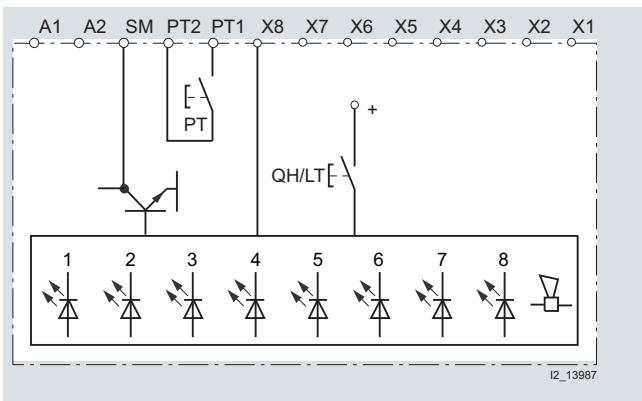 A1 A2 SM PT2 PT1 X8 X7 X6 X5 X4 X3 X2 X1
PT
+
QH/LT
1 2 3 4 5 6 7 8
I2_13987